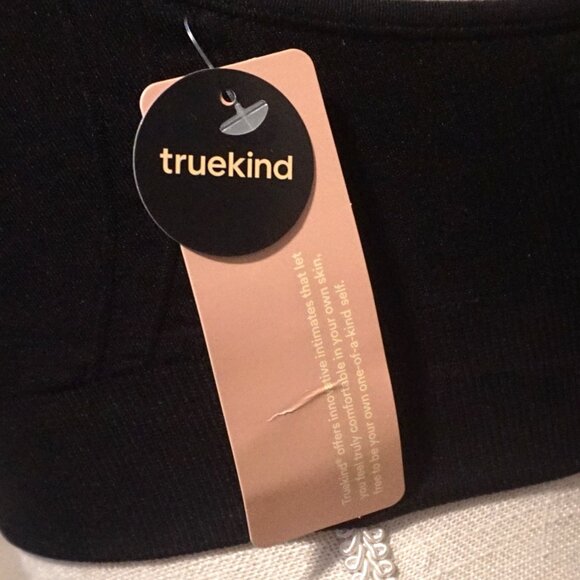 truekind
Truekind® offers innovative intimates that let
you feel truly comfortable in your own skin,
free to be your own one-of-a-kind self.